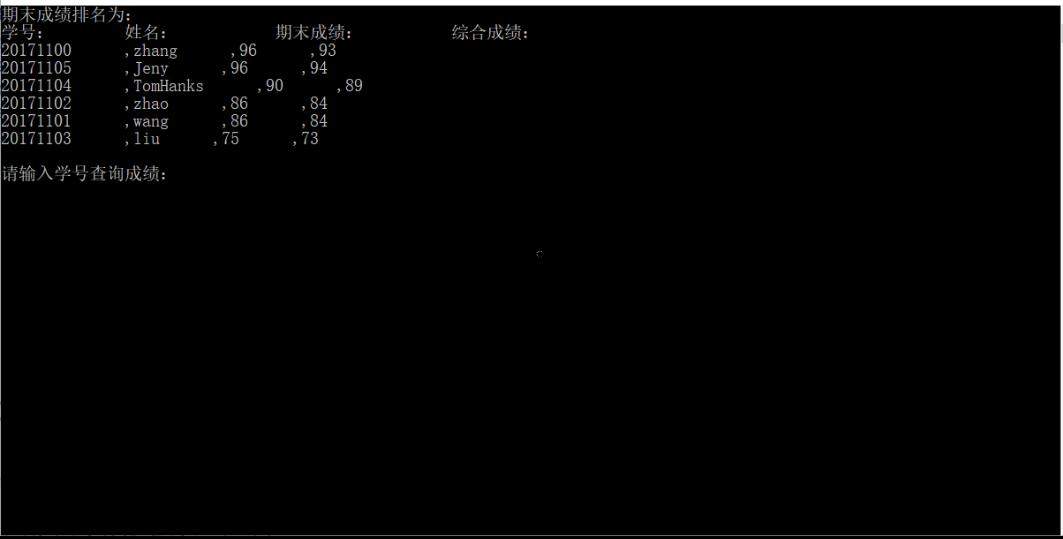 期末成绩排名为：
学号： 姓名： 期末成绩： 综合成绩：
20171100 ,zhang ,96 ,93
20171105 ,Jeny ,96 ,94
20171104 ,TomHanks ,90 ,89
20171102 ,zhao ,86 ,84
20171101 ,wang ,86 ,84
20171103 ,liu ,75 ,73
请输入学号查询成绩：